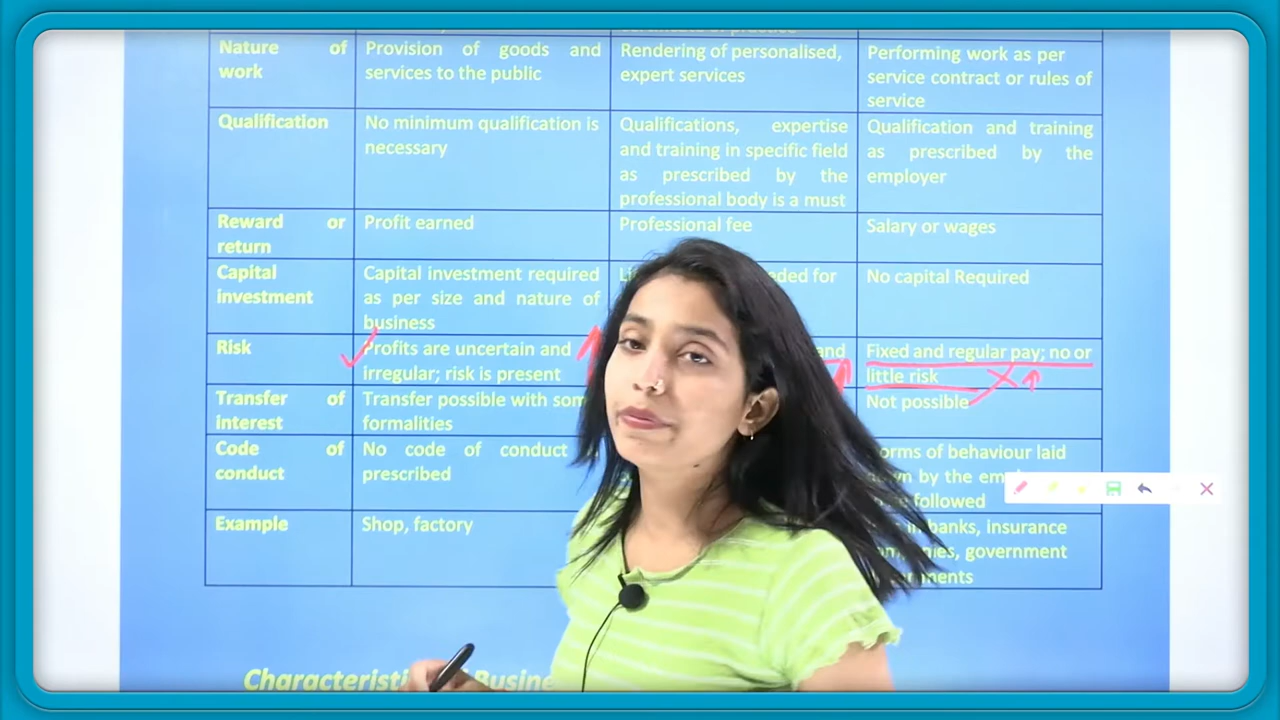 Nature of work
Provision of goods and
services to the public
Rendering of personalised,
expert services
Performing work as per
service contract or rules of
service
Qualification
No minimum qualification is
necessary
Qualifications, expertise
and training in specific field
as prescribed by the
professional body is a must
Qualification and training
as prescribed by the
employer
Reward or
return
Profit earned
Professional fee
Salary or wages
Capital
investment
Capital investment required
as per size and nature of
business
for
No capital Required
Risk
Profits are uncertain and
irregular; risk is present
and
Fixed and regular pay; no or
little risk
Transfer of
interest
Transfer possible with
formalities
Not possible
Code of
conduct
No code of conduct
prescribed
of behaviour laid
by the
followed
Example
Shop, factory
banks, insurance
government